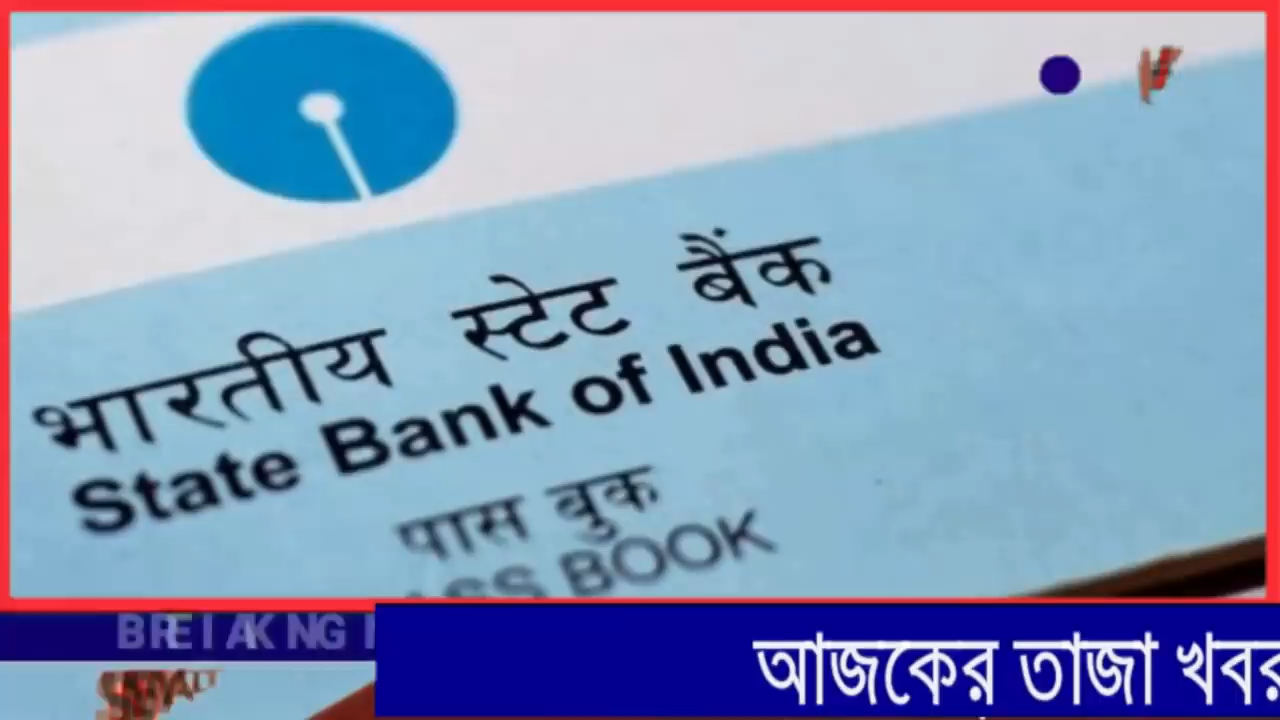 भारतीय स्टेट बैंक
State Bank of India
पास बुक
BOOK
আজকের তাজা খবর